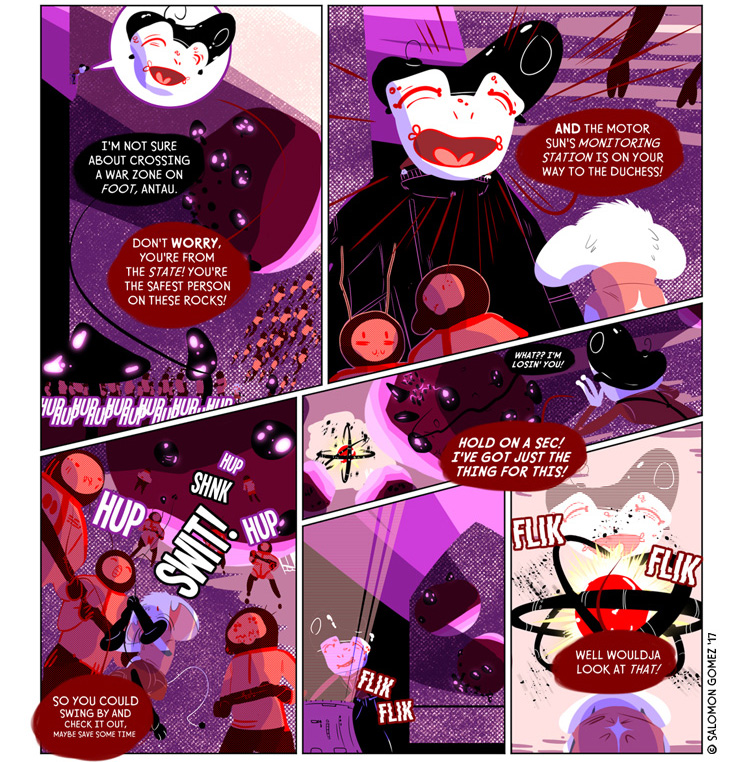 I'M NOT SURE
ABOUT CROSSING
A WAR ZONE ON
FOOT, ANTAU.
DON'T WORRY,
YOU'RE FROM
THE STATE! YOU'RE
THE SAFEST PERSON
ON THESE ROCKS!
HUP HUP HUP HUP HUP HUP HUP HUP
AND THE MOTOR
SUN'S MONITORING
STATION IS ON YOUR
WAY TO THE DUCHESS!
HUP
SHNK
HUP
SWIT!
HUP
SO YOU COULD
SWING BY AND
CHECK IT OUT,
MAYBE SAVE SOME TIME
WHAT?? I'M
LOSIN' YOU!
HOLD ON A SEC!
I'VE GOT JUST THE
THING FOR THIS!
FLIK
FLIK
FLIK
FLIK
WELL WOULDJA
LOOK AT THAT!
© SALOMON GOMEZ '17